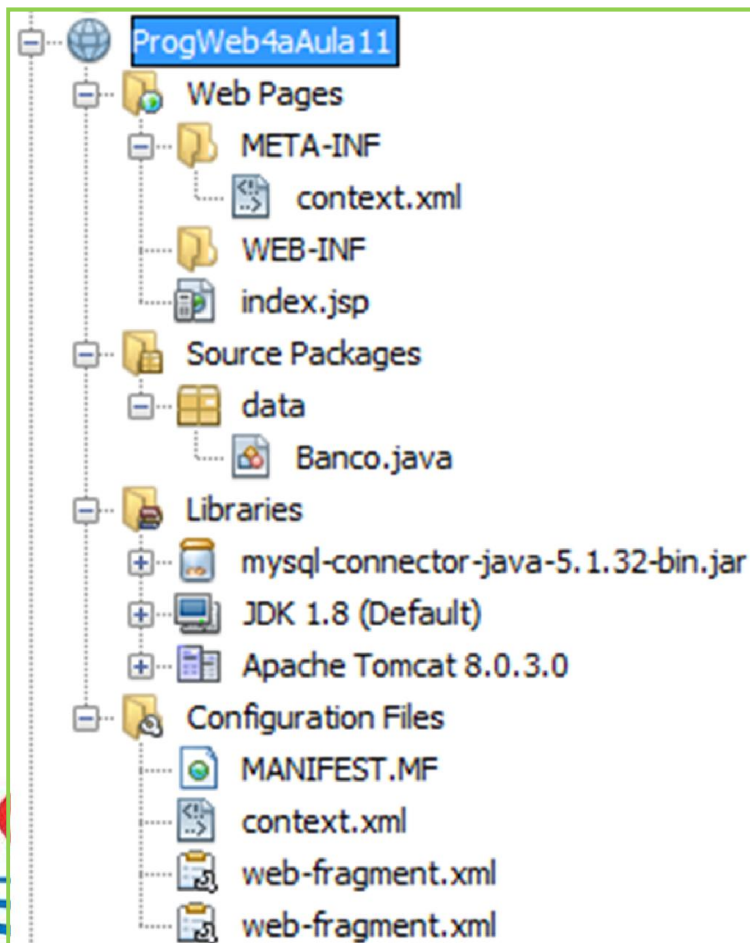 ProgWeb4aAula11
Web Pages
META-INF
context.xml
WEB-INF
index.jsp
Source Packages
data
Banco.java
Libraries
mysql-connector-java-5.1.32-bin.jar
JDK 1.8 (Default)
Apache Tomcat 8.0.3.0
Configuration Files
MANIFEST.MF
context.xml
web-fragment.xml
web-fragment.xml